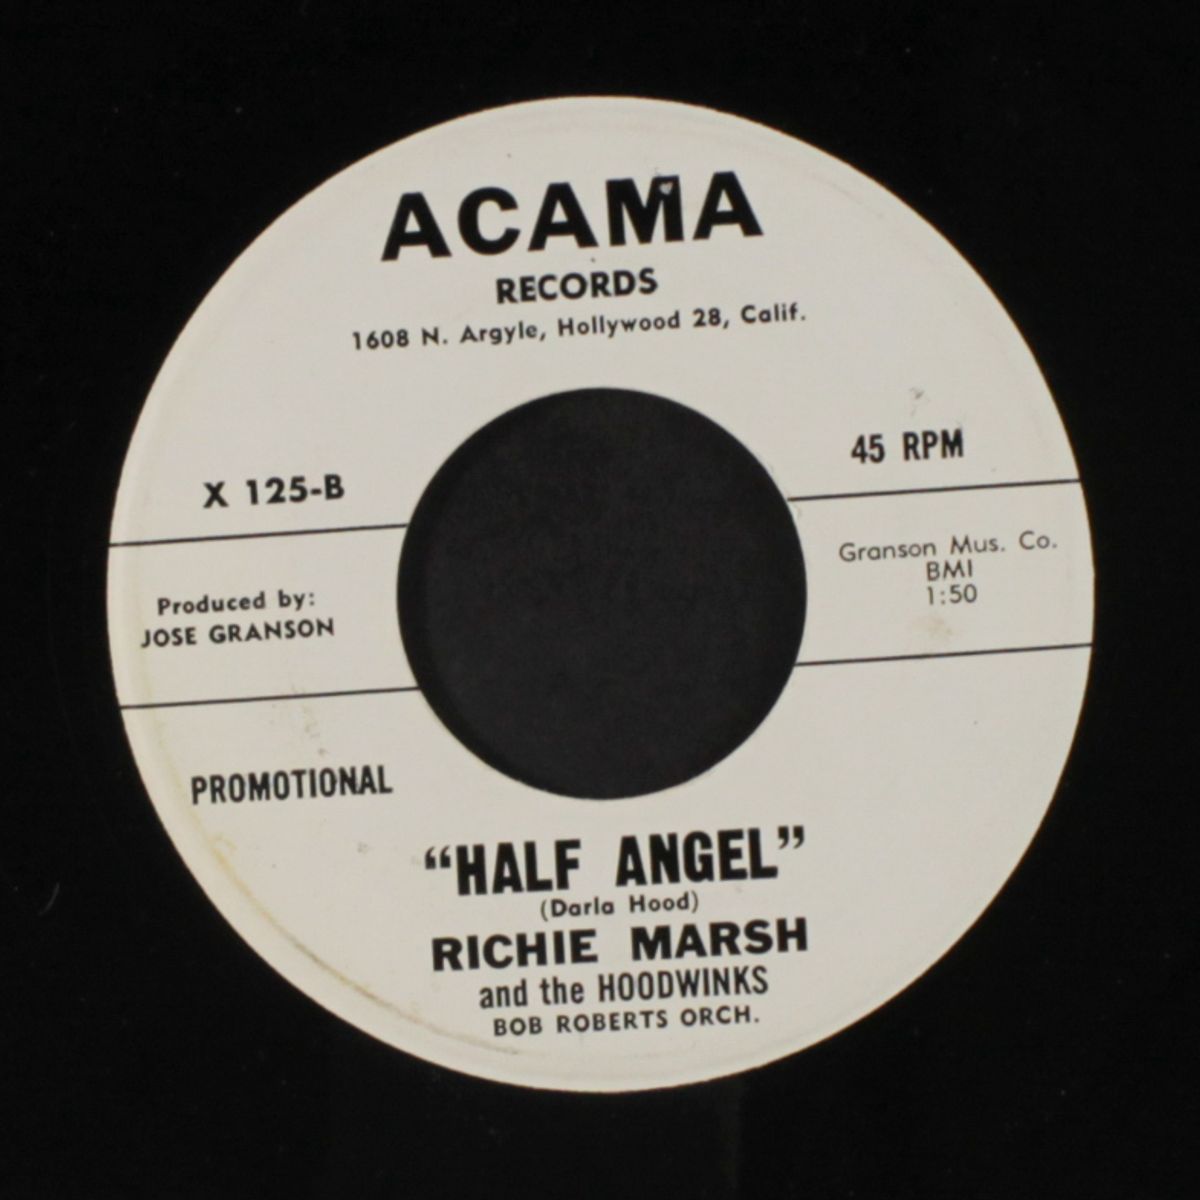 ACAMA
RECORDS
1608 N. Argyle, Hollywood 28, Calif.
X 125-B
45 RPM
Produced by:
JOSE GRANSON
Granson Mus. Co.
BMI
1:50
PROMOTIONAL
“HALF ANGEL”
(Darla Hood)
RICHIE MARSH
and the HOODWINKS
BOB ROBERTS ORCH.